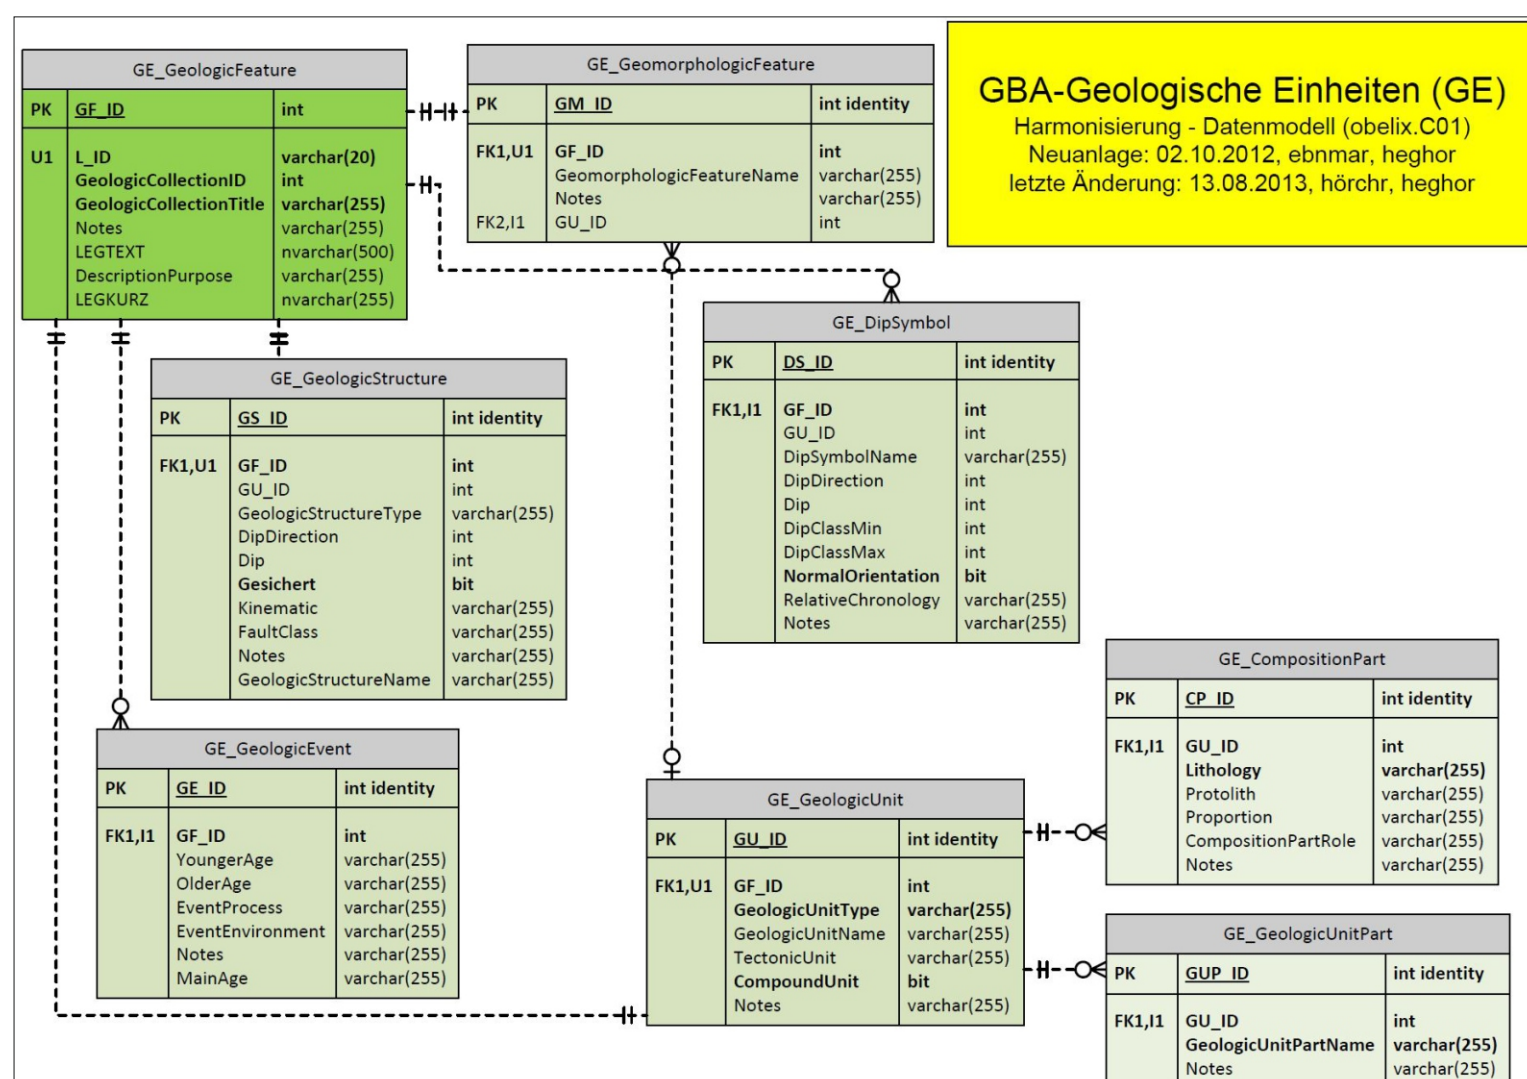 GE_GeologicFeature
PK GF_ID int
U1 L_ID varchar(20)
GeologicCollectionID int
GeologicCollectionTitle varchar(255)
Notes varchar(255)
LEGTEXT nvarchar(500)
DescriptionPurpose varchar(255)
LEGKURZ nvarchar(255)
GE_GeomorphologicFeature
PK GM_ID int identity
FK1,U1 GF_ID int
GeomorphologicFeatureName varchar(255)
Notes varchar(255)
FK2,I1 GU_ID int
GBA-Geologische Einheiten (GE)
Harmonisierung - Datenmodell (obelix.C01)
Neuanlage: 02.10.2012, ebnmar, heghor
letzte Änderung: 13.08.2013, hörchr, heghor
GE_GeologicStructure
PK GS_ID int identity
FK1,U1 GF_ID int
GU_ID int
GeologicStructureType varchar(255)
DipDirection int
Dip int
Gesichert bit
Kinematic varchar(255)
FaultClass varchar(255)
Notes varchar(255)
GeologicStructureName varchar(255)
GE_DipSymbol
PK DS_ID int identity
FK1,I1 GF_ID int
GU_ID int
DipSymbolName varchar(255)
DipDirection int
Dip int
DipClassMin int
DipClassMax int
NormalOrientation bit
RelativeChronology varchar(255)
Notes varchar(255)
GE_GeologicEvent
PK GE_ID int identity
FK1,I1 GF_ID int
YoungerAge varchar(255)
OlderAge varchar(255)
EventProcess varchar(255)
EventEnvironment varchar(255)
Notes varchar(255)
MainAge varchar(255)
GE_GeologicUnit
PK GU_ID int identity
FK1,U1 GF_ID int
GeologicUnitType varchar(255)
GeologicUnitName varchar(255)
TectonicUnit varchar(255)
CompoundUnit bit
Notes varchar(255)
GE_CompositionPart
PK CP_ID int identity
FK1,I1 GU_ID int
Lithology varchar(255)
Protolith varchar(255)
Proportion varchar(255)
CompositionPartRole varchar(255)
Notes varchar(255)
GE_GeologicUnitPart
PK GUP_ID int identity
FK1,I1 GU_ID int
GeologicUnitPartName varchar(255)
Notes varchar(255)